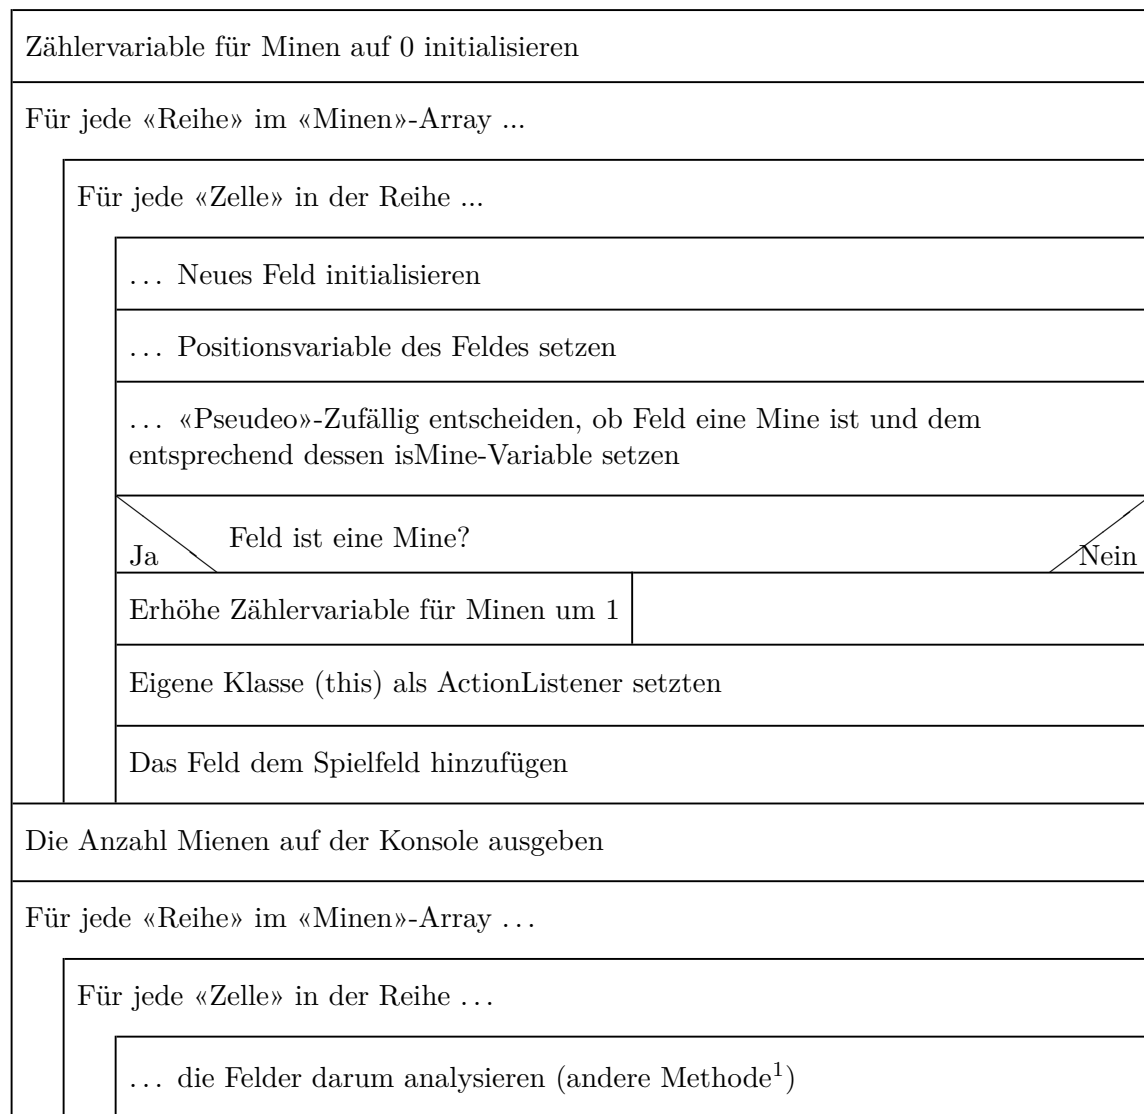 Zählervariable für Minen auf 0 initialisieren
Für jede «Reihe» im «Minen»-Array ...
Für jede «Zelle» in der Reihe ...
... Neues Feld initialisieren
... Positionsvariable des Feldes setzen
... «Pseudeo»-Zufällig entscheiden, ob Feld eine Mine ist und dem
entsprechend dessen isMine-Variable setzen
Feld ist eine Mine?
Ja
Nein
Erhöhe Zählervariable für Minen um 1
Eigene Klasse (this) als ActionListener setzten
Das Feld dem Spielfeld hinzufügen
Die Anzahl Mienen auf der Konsole ausgeben
Für jede «Reihe» im «Minen»-Array ...
Für jede «Zelle» in der Reihe ...
... die Felder darum analysieren (andere Methode¹)